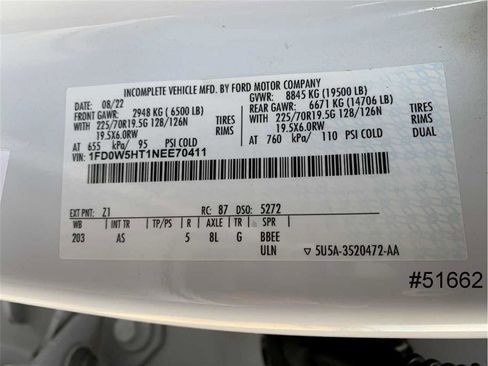 INCOMPLETE VEHICLE MFD. BY FORD MOTOR COMPANY
08/22 GVWR: 8845 KG (19500 LB)
FRONT GAWR: 2948 KG (6500 LB) REAR GAWR: 6671 KG (14706 LB)
WITH 225/70R19.5G 128/126N TIRES WITH 225/70R19.5G 128/126N TIRES
19.5X6.0RW RIMS 19.5X6.0RW RIMS
AT 655 kPa/ 95 PSI COLD AT 760 kPa/ 110 PSI COLD DUAL
1FD0W5HT1NEE70411
EXT PNT: Z1 RC: 87 DSO: 5272
WB INT TR TP/PS R AXLE TR SPR
203 AS 5 8L G BBEE
ULN ▽ 5U5A-3520472-AA
#51662